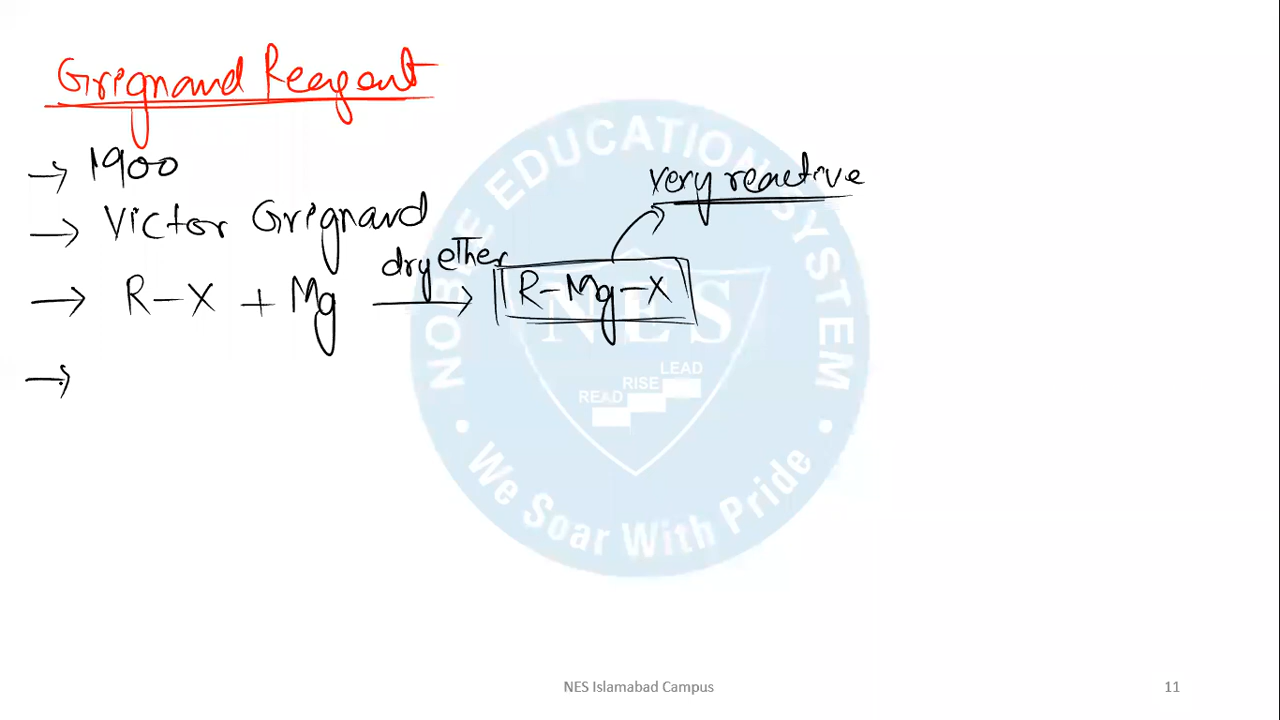 Grignard Reagent
→ 1900
→ Victor Grignard
very reactive
→ R-X + Mg dry ether → R-Mg-X
→
NOBLE EDUCATION SYSTEM
NES
READ RISE LEAD
• We Soar With Pride •
NES Islamabad Campus
11